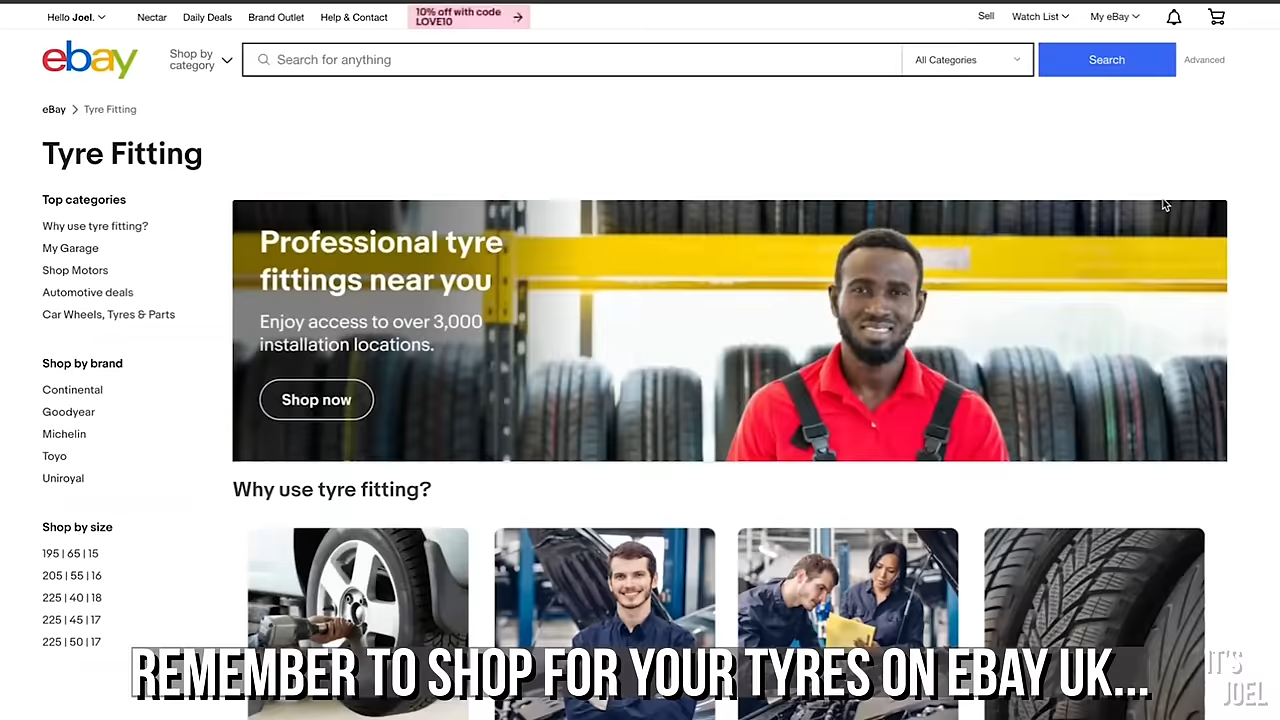 Hello Joel.
Nectar
Daily Deals
Brand Outlet
Help & Contact
10% off with code
LOVE10
Sell
Watch List
My eBay
ebay
Shop by
category
Search for anything
All Categories
Search
Advanced
eBay
Tyre Fitting
Tyre Fitting
Top categories
Why use tyre fitting?
My Garage
Shop Motors
Automotive deals
Car Wheels, Tyres & Parts
Shop by brand
Continental
Goodyear
Michelin
Toyo
Uniroyal
Shop by size
195 | 65 | 15
205 | 55 | 16
225 | 40 | 18
225 | 45 | 17
225 | 50 | 17
Professional tyre
fittings near you
Enjoy access to over 3,000
installation locations.
Shop now
Why use tyre fitting?
REMEMBER TO SHOP FOR YOUR TYRES ON EBAY UK...
IT'S
JOEL